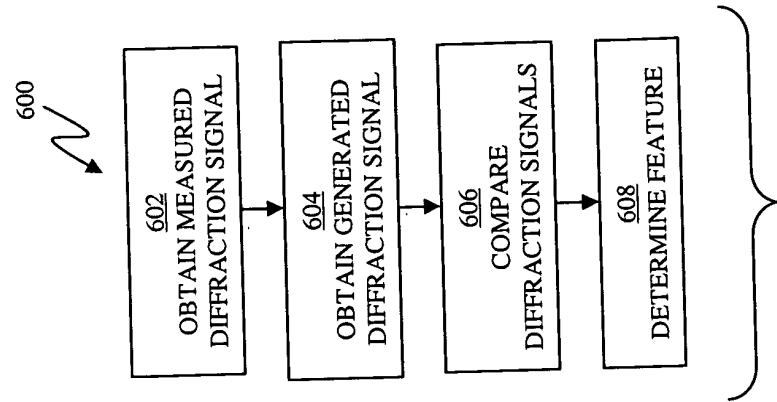 600
602
OBTAIN MEASURED
DIFFRACTION SIGNAL
604
OBTAIN GENERATED
DIFFRACTION SIGNAL
606
COMPARE
DIFFRACTION SIGNALS
608
DETERMINE FEATURE